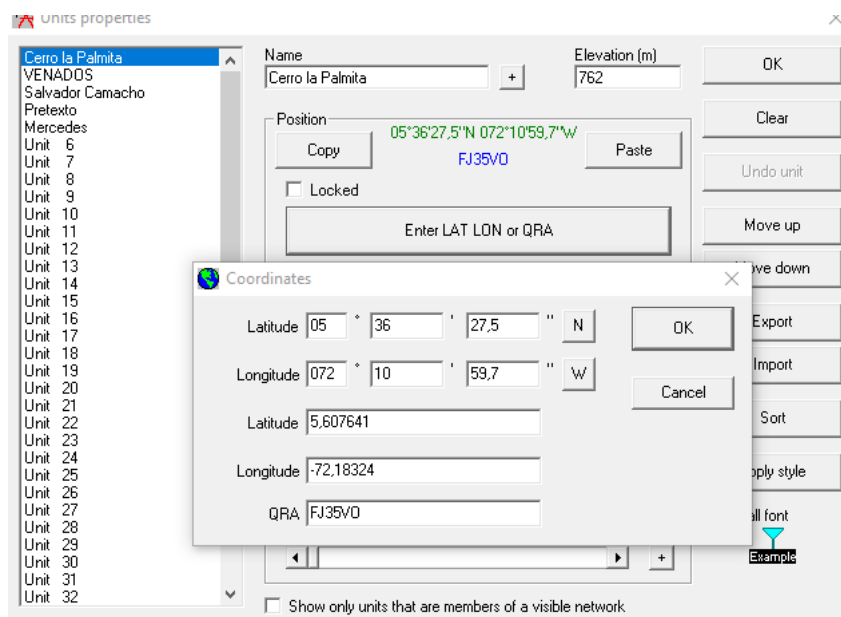 Units properties
Cerro la Palmita
VENADOS
Salvador Camacho
Pretexto
Mercedes
Unit 6
Unit 7
Unit 8
Unit 9
Unit 10
Unit 11
Unit 12
Unit 13
Unit 14
Unit 15
Unit 16
Unit 17
Unit 18
Unit 19
Unit 20
Unit 21
Unit 22
Unit 23
Unit 24
Unit 25
Unit 26
Unit 27
Unit 28
Unit 29
Unit 30
Unit 31
Unit 32
Name
Cerro la Palmita
+
Elevation (m)
762
Position
05°36'27,5"N 072°10'59,7"W
FJ35VO
Copy
Paste
Locked
Enter LAT LON or QRA
Coordinates
Latitude 05 ° 36 ' 27,5 " N
Longitude 072 ° 10 ' 59,7 " W
Latitude 5,607641
Longitude -72,18324
QRA FJ35VO
OK
Cancel
+
Show only units that are members of a visible network
OK
Clear
Undo unit
Move up
ove down
Export
Import
Sort
pply style
all font
Example